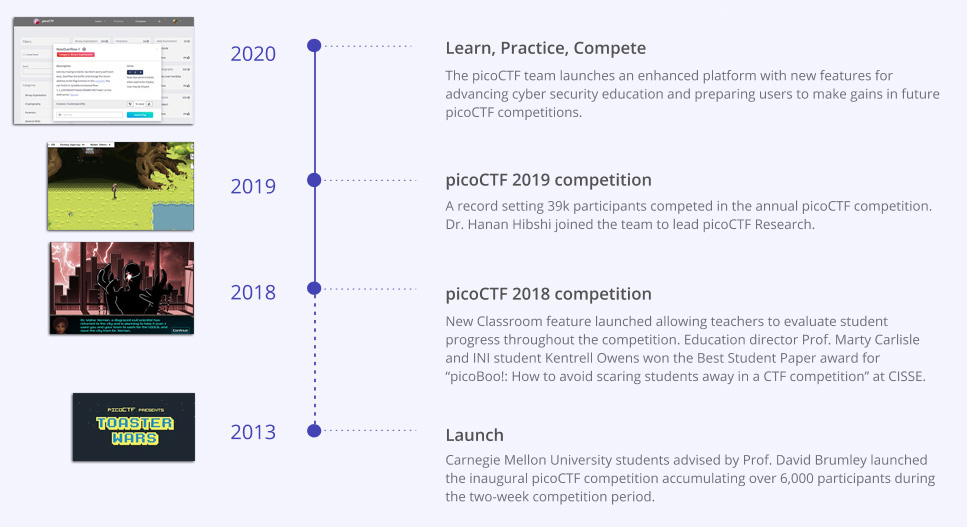 picoCTF
2020
Learn, Practice, Compete
The picoCTF team launches an enhanced platform with new features for
advancing cyber security education and preparing users to make gains in future
picoCTF competitions.
2019
picoCTF 2019 competition
A record setting 39k participants competed in the annual picoCTF competition.
Dr. Hanan Hibshi joined the team to lead picoCTF Research.
2018
picoCTF 2018 competition
New Classroom feature launched allowing teachers to evaluate student
progress throughout the competition. Education director Prof. Marty Carlisle
and INI student Kentrell Owens won the Best Student Paper award for
“picoBoo!: How to avoid scaring students away in a CTF competition” at CISSE.
Continue
PICOCTF PRESENTS
TOASTER
WARS
2013
Launch
Carnegie Mellon University students advised by Prof. David Brumley launched
the inaugural picoCTF competition accumulating over 6,000 participants during
the two-week competition period.